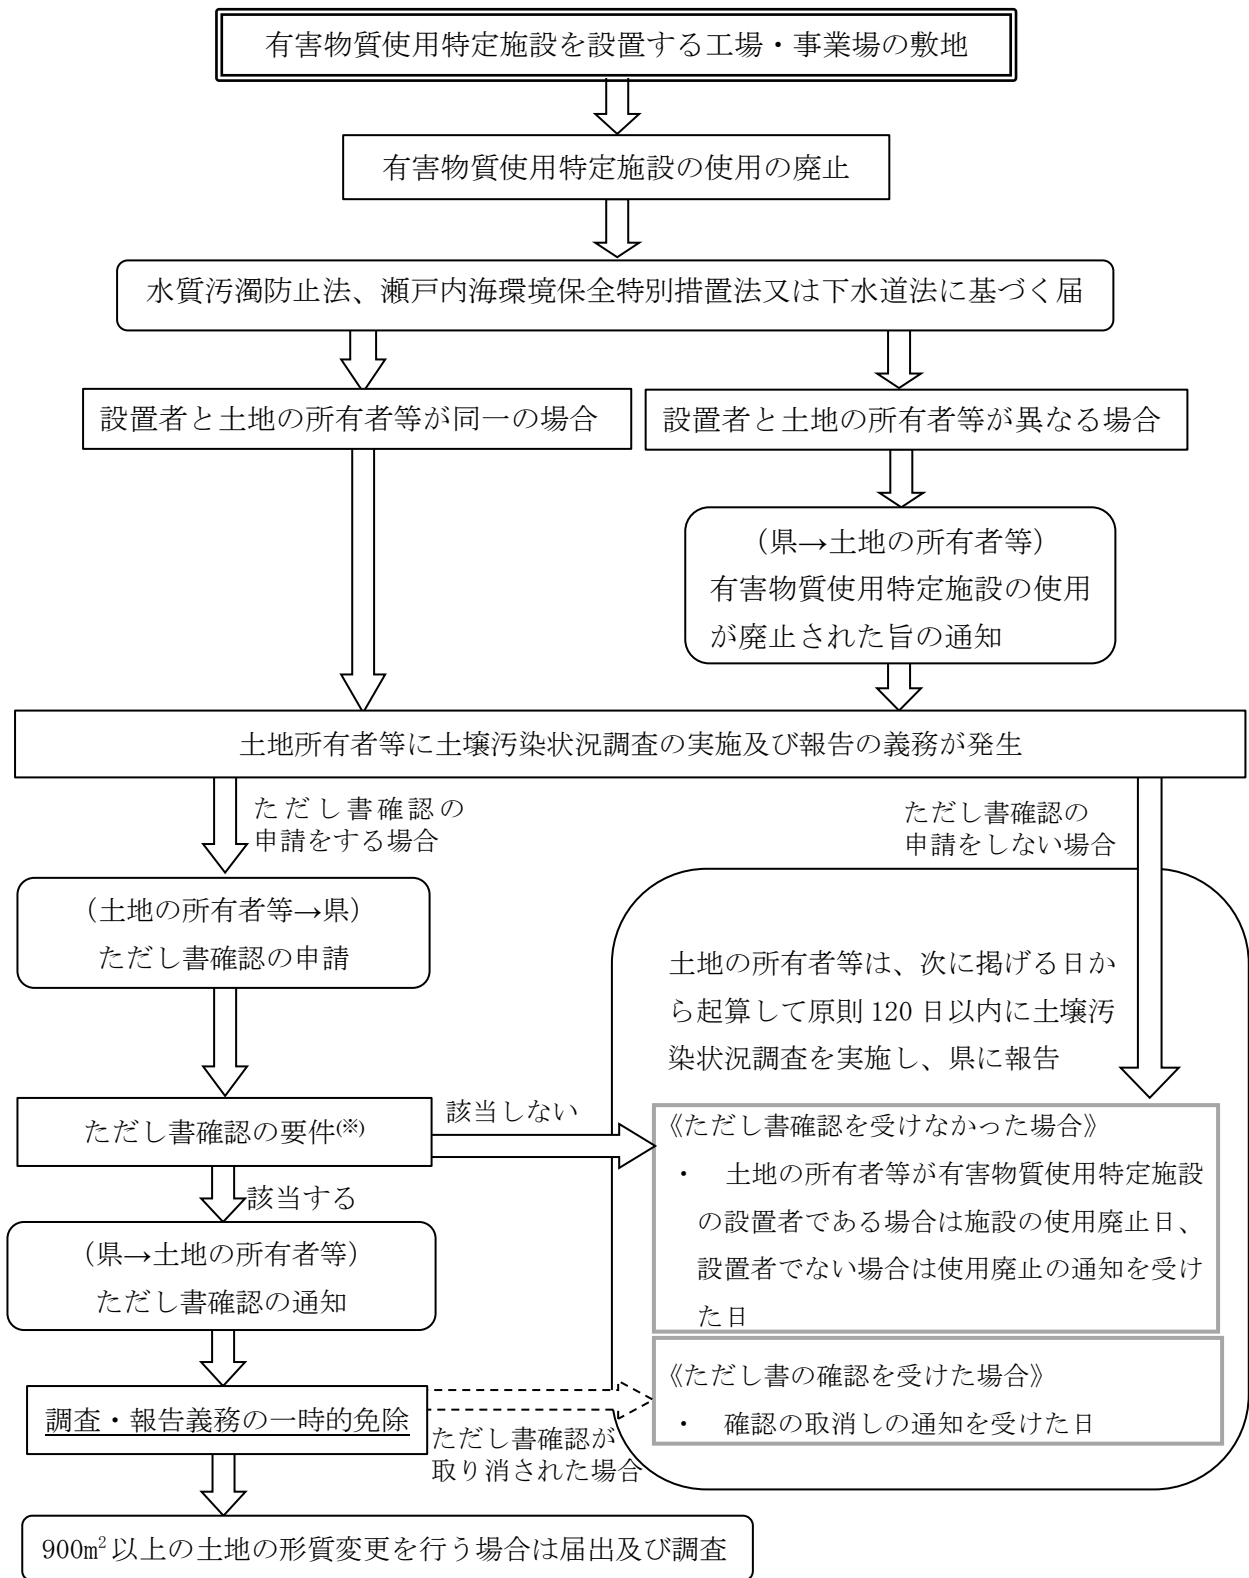 有害物質使用特定施設を設置する工場・事業場の敷地
有害物質使用特定施設の使用の廃止
水質汚濁防止法、瀬戸内海環境保全特別措置法又は下水道法に基づく届
設置者と土地の所有者等が同一の場合
設置者と土地の所有者等が異なる場合
（県→土地の所有者等）
有害物質使用特定施設の使用
が廃止された旨の通知
土地所有者等に土壌汚染状況調査の実施及び報告の義務が発生
ただし書確認の
申請をする場合
ただし書確認の
申請をしない場合
（土地の所有者等→県）
ただし書確認の申請
土地の所有者等は、次に掲げる日か
ら起算して原則 120 日以内に土壌汚
染状況調査を実施し、県に報告
ただし書確認の要件(※)
該当しない
《ただし書確認を受けなかった場合》
・　土地の所有者等が有害物質使用特定施設
の設置者である場合は施設の使用廃止日、
設置者でない場合は使用廃止の通知を受け
た日
該当する
（県→土地の所有者等）
ただし書確認の通知
《ただし書の確認を受けた場合》
・　確認の取消しの通知を受けた日
調査・報告義務の一時的免除
ただし書確認が
取り消された場合
900㎡以上の土地の形質変更を行う場合は届出及び調査